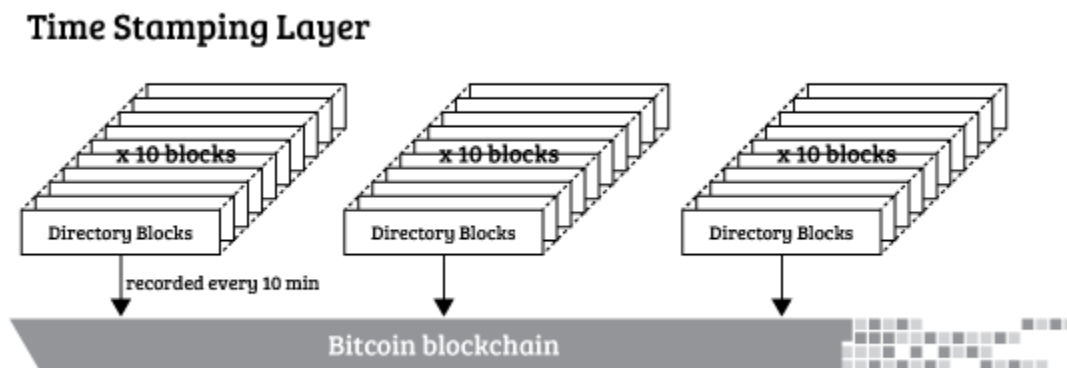 Time Stamping Layer
x 10 blocks
x 10 blocks
x 10 blocks
Directory Blocks
Directory Blocks
Directory Blocks
recorded every 10 min
Bitcoin blockchain